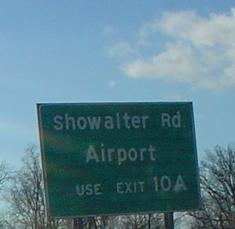 Showalter Rd.
Airport
USE EXIT 10A